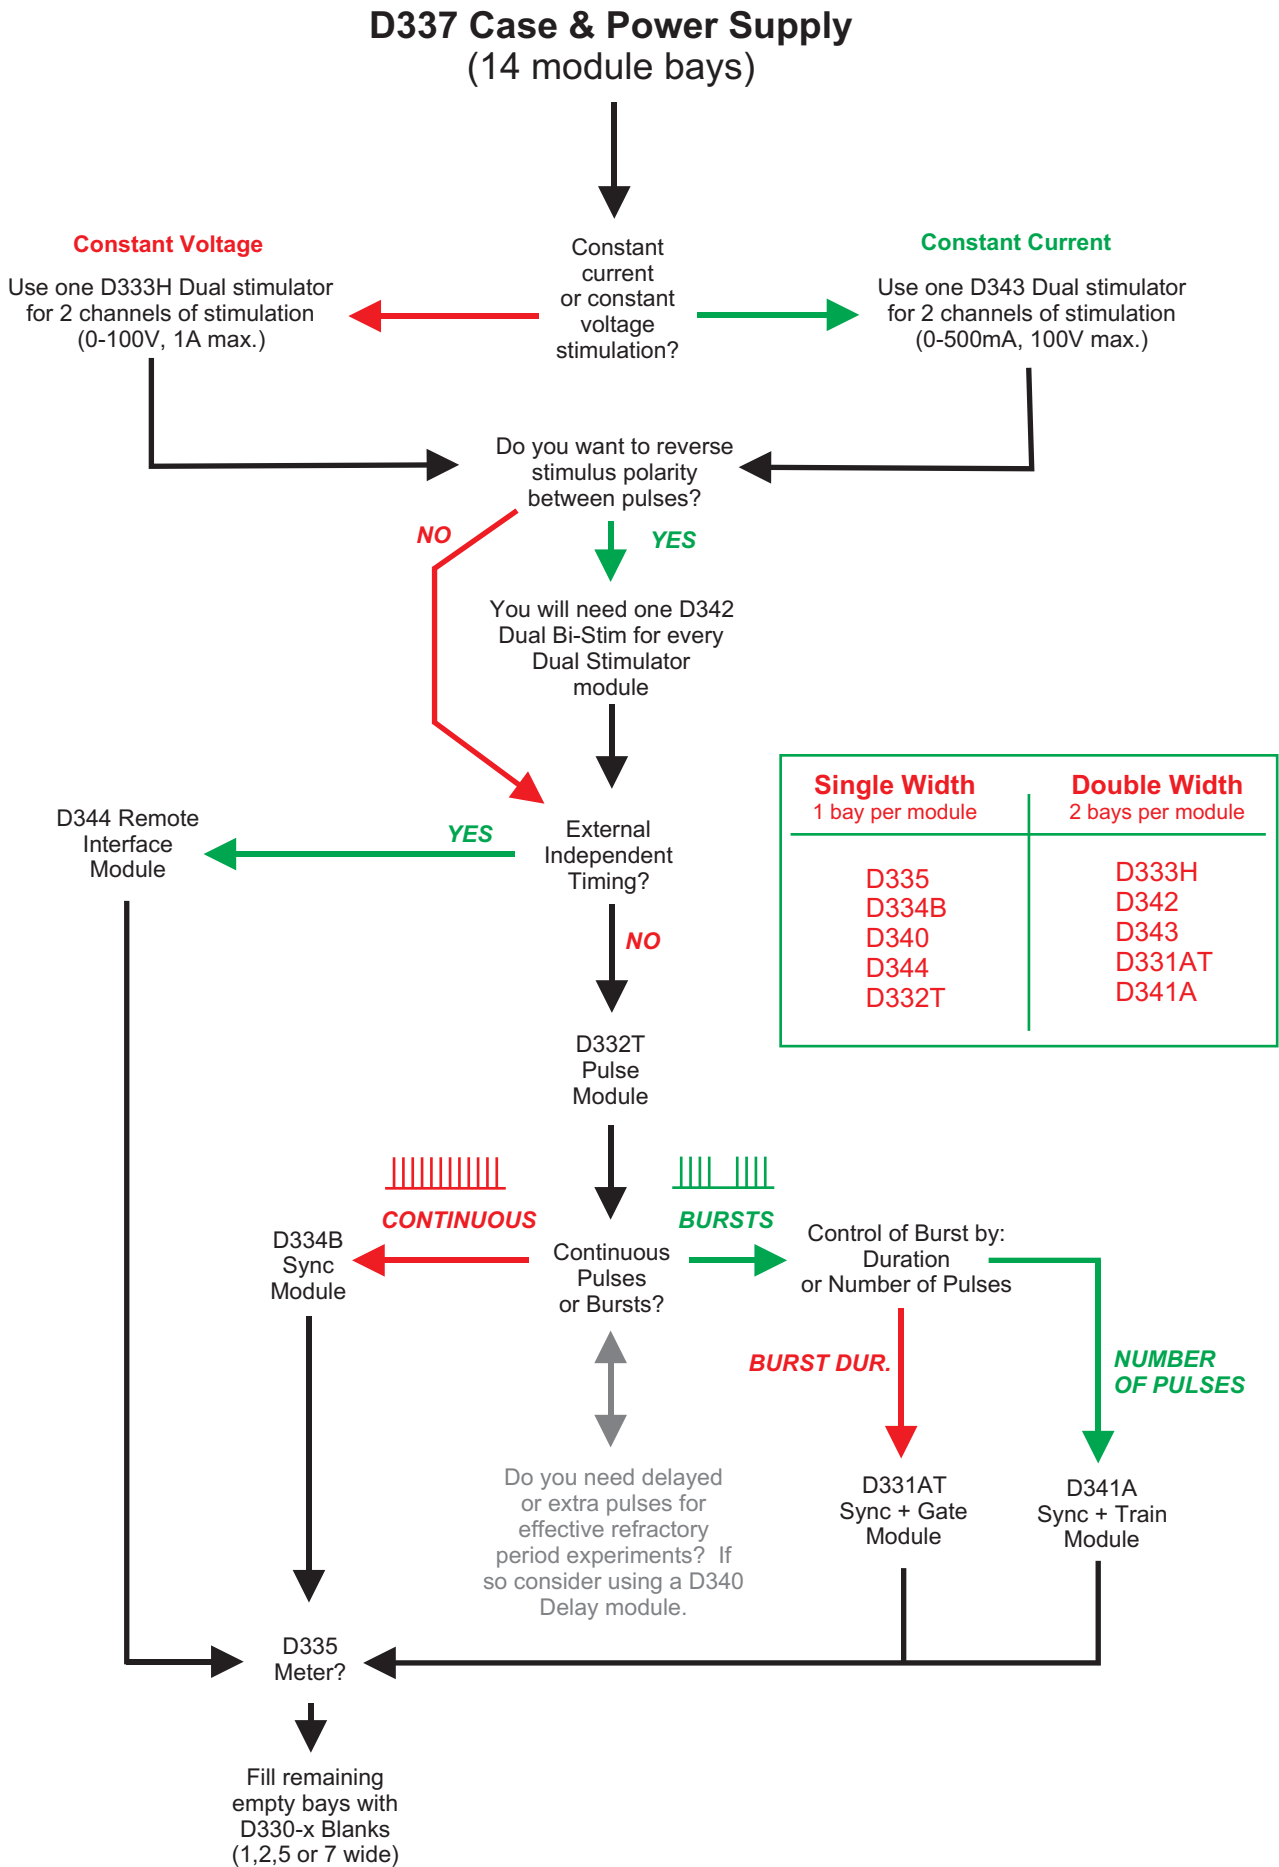 D337 Case & Power Supply
(14 module bays)
Constant
current
or constant
voltage
stimulation?
Constant Voltage
Use one D333H Dual stimulator
for 2 channels of stimulation
(0-100V, 1A max.)
Constant Current
Use one D343 Dual stimulator
for 2 channels of stimulation
(0-500mA, 100V max.)
Do you want to reverse
stimulus polarity
between pulses?
NO
YES
You will need one D342
Dual Bi-Stim for every
Dual Stimulator
module
Single Width
1 bay per module
D335
D334B
D340
D344
D332T
Double Width
2 bays per module
D333H
D342
D343
D331AT
D341A
External
Independent
Timing?
YES
D344 Remote
Interface
Module
NO
D332T
Pulse
Module
Continuous
Pulses
or Bursts?
CONTINUOUS
D334B
Sync
Module
BURSTS
Control of Burst by:
Duration
or Number of Pulses
BURST DUR.
NUMBER
OF PULSES
Do you need delayed
or extra pulses for
effective refractory
period experiments? If
so consider using a D340
Delay module.
D331AT
Sync + Gate
Module
D341A
Sync + Train
Module
D335
Meter?
Fill remaining
empty bays with
D330-x Blanks
(1,2,5 or 7 wide)